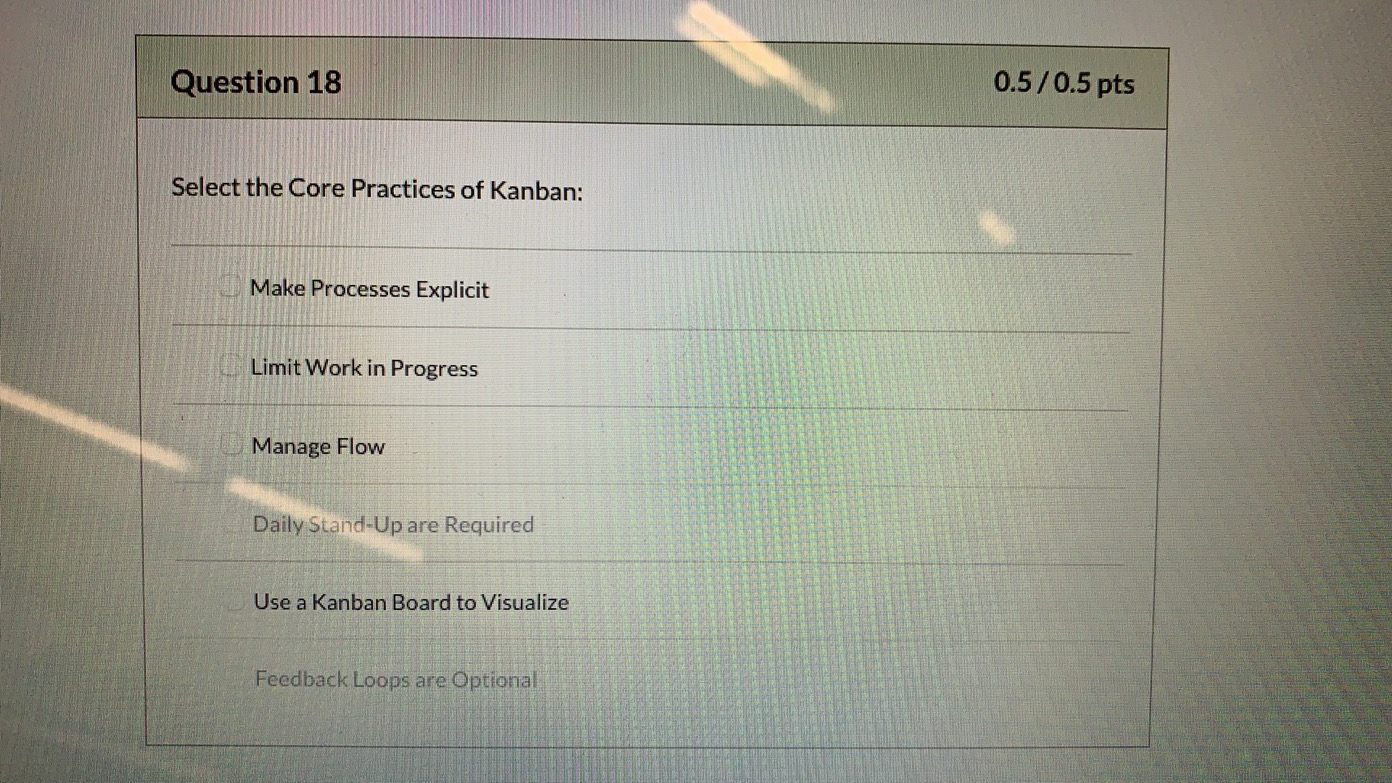 Question 18
0.5 / 0.5 pts
Select the Core Practices of Kanban:
Make Processes Explicit
Limit Work in Progress
Manage Flow
Daily Stand-Up are Required
Use a Kanban Board to Visualize
Feedback Loops are Optional